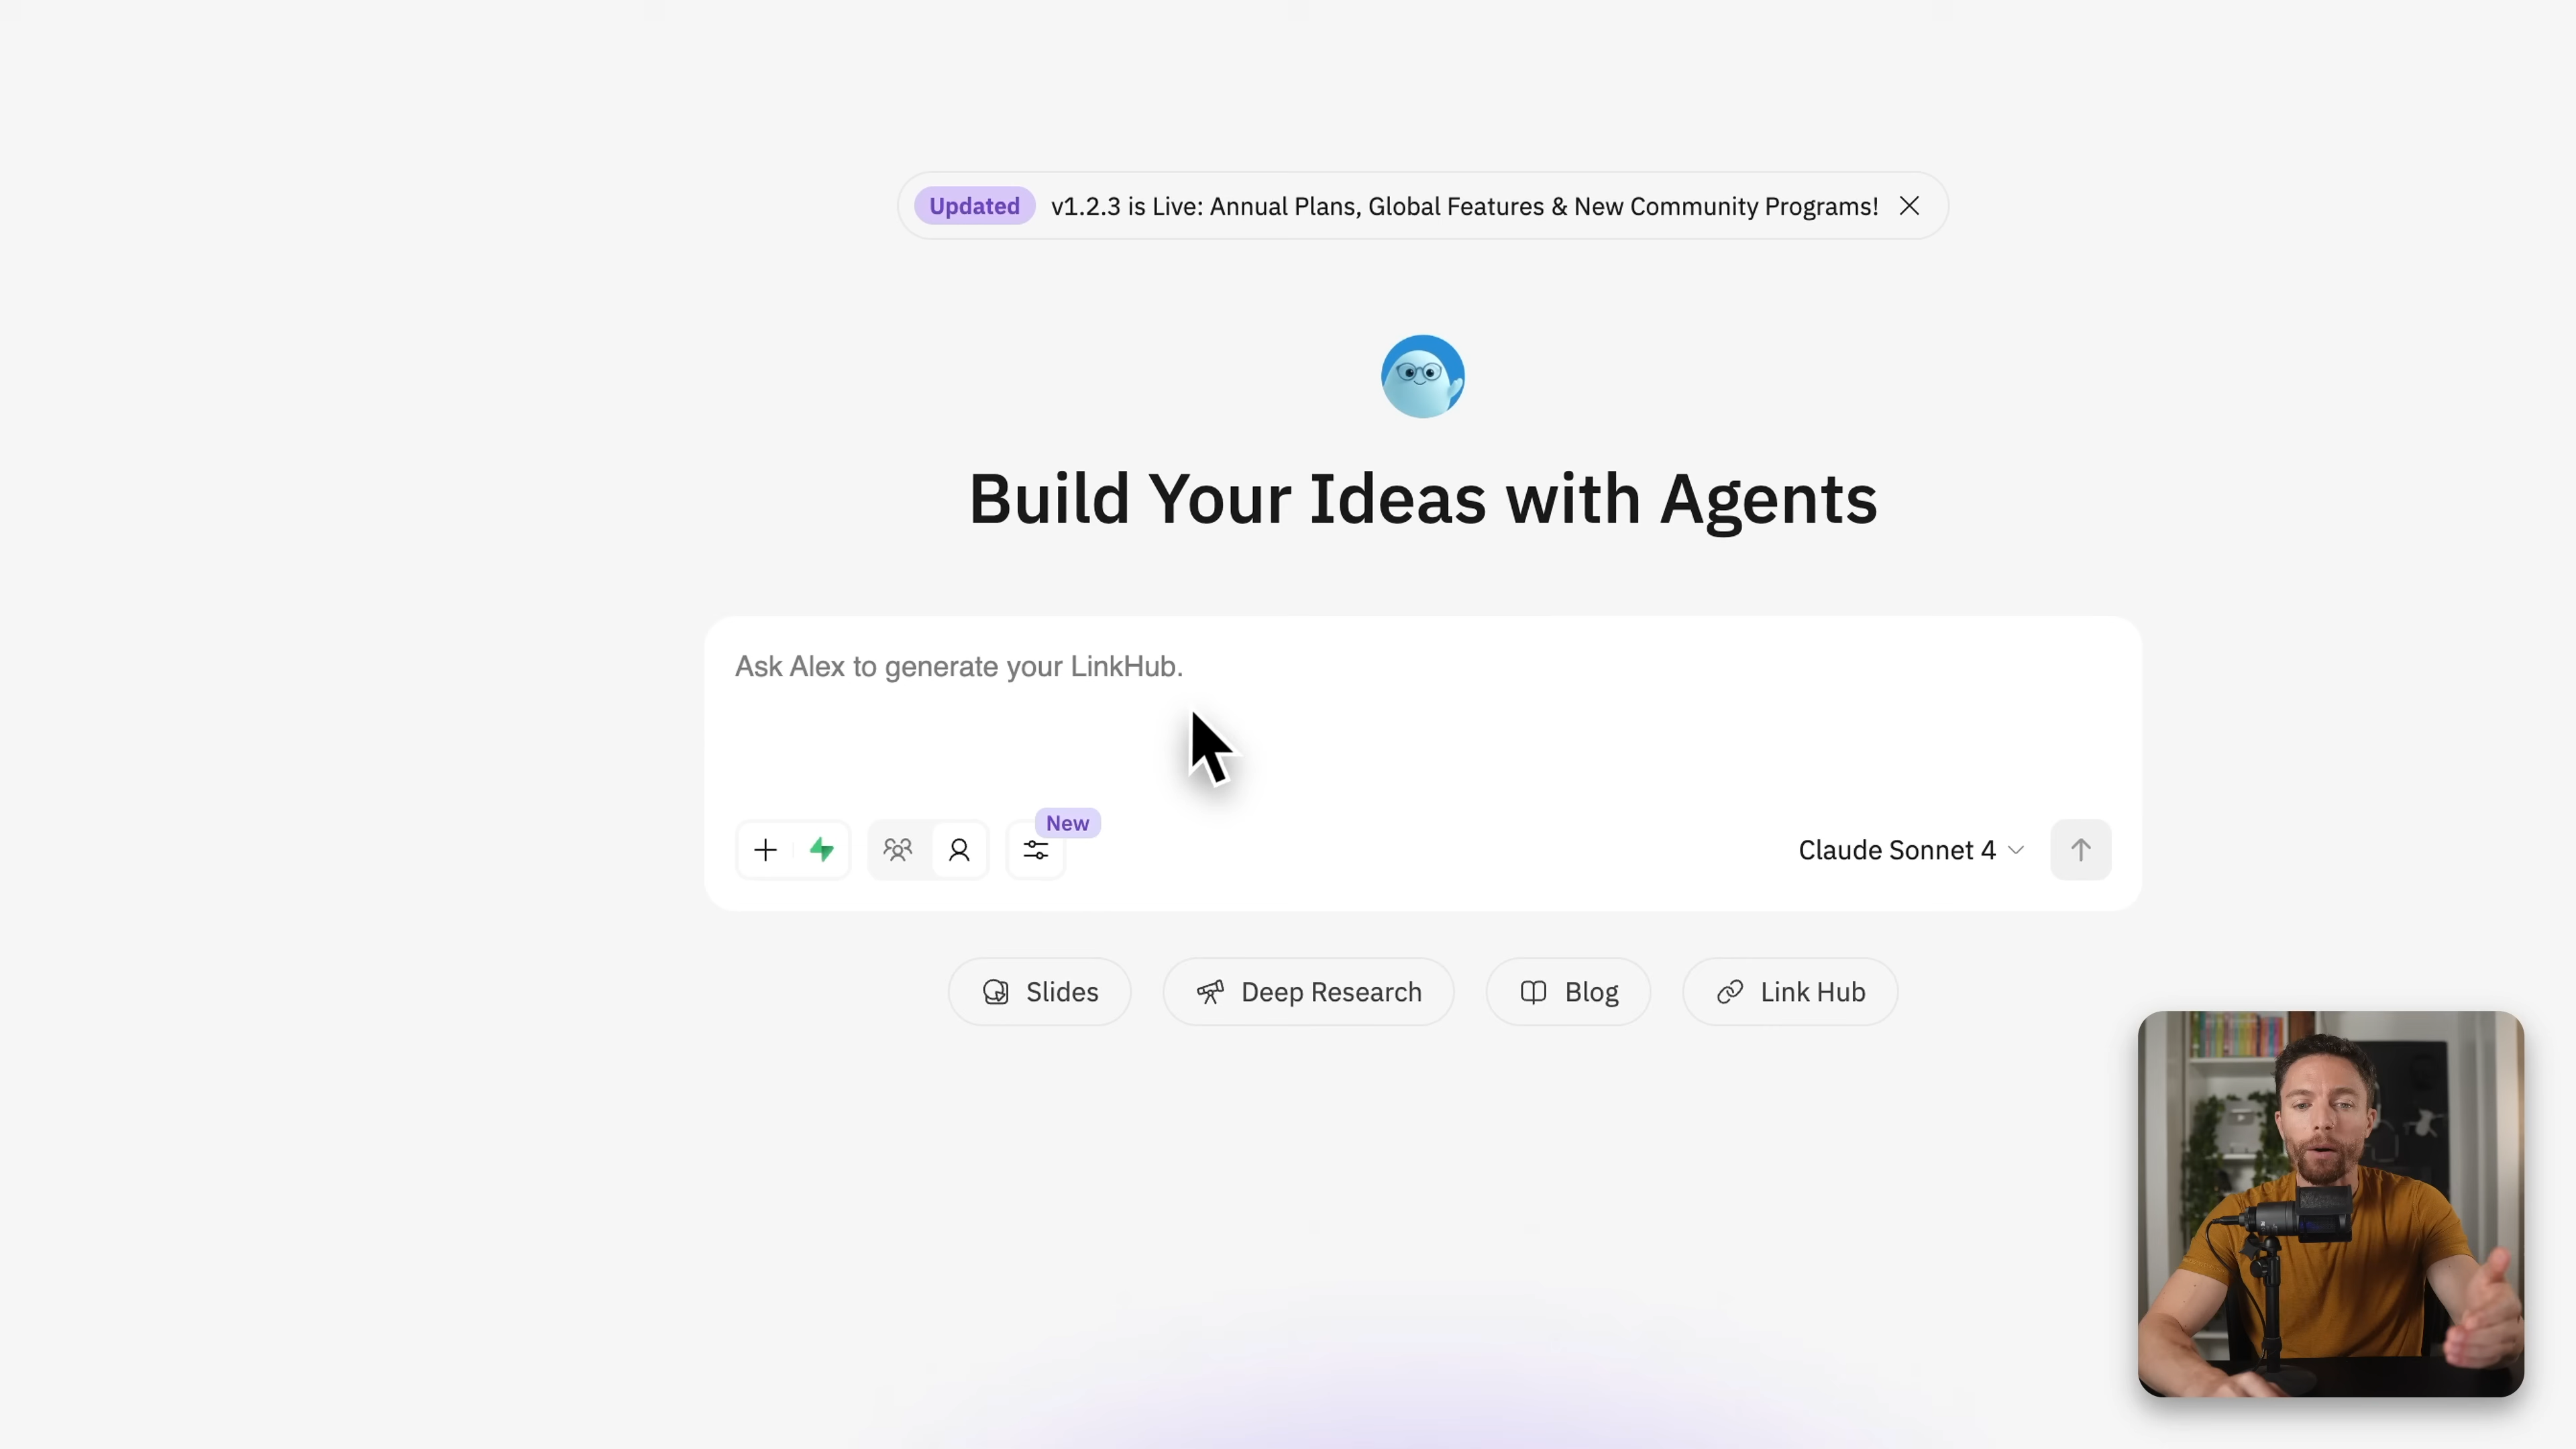 Updated v1.2.3 is Live: Annual Plans, Global Features & New Community Programs!
Build Your Ideas with Agents
Ask Alex to generate your LinkHub.
New
Claude Sonnet 4
Slides
Deep Research
Blog
Link Hub